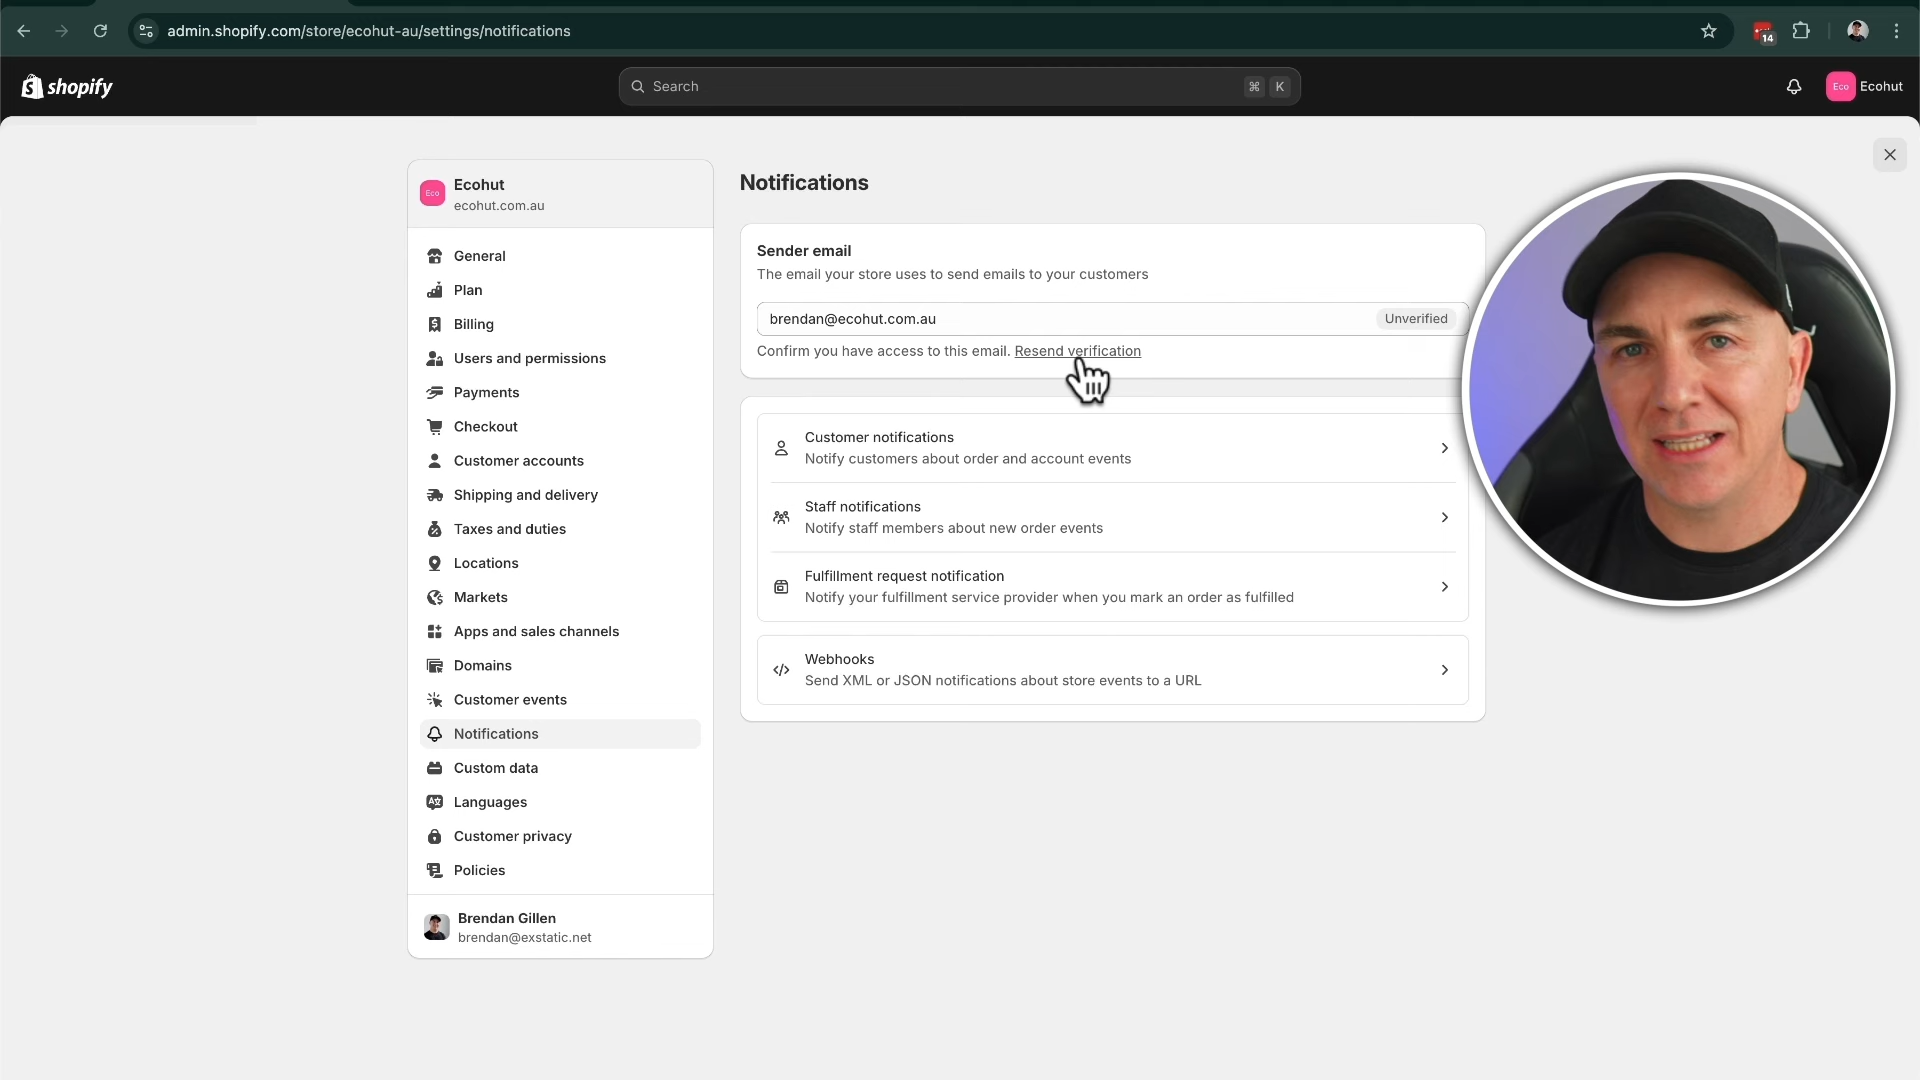 admin.shopify.com/store/ecohut-au/settings/notifications
14
shopify
Search
⌘ K
Eco
Ecohut
Eco
Ecohut
ecohut.com.au
General
Plan
Billing
Users and permissions
Payments
Checkout
Customer accounts
Shipping and delivery
Taxes and duties
Locations
Markets
Apps and sales channels
Domains
Customer events
Notifications
Custom data
Languages
Customer privacy
Policies
Brendan Gillen
brendan@exstatic.net
Notifications
Sender email
The email your store uses to send emails to your customers
brendan@ecohut.com.au
Unverified
Confirm you have access to this email. Resend verification
Customer notifications
Notify customers about order and account events
Staff notifications
Notify staff members about new order events
Fulfillment request notification
Notify your fulfillment service provider when you mark an order as fulfilled
Webhooks
Send XML or JSON notifications about store events to a URL